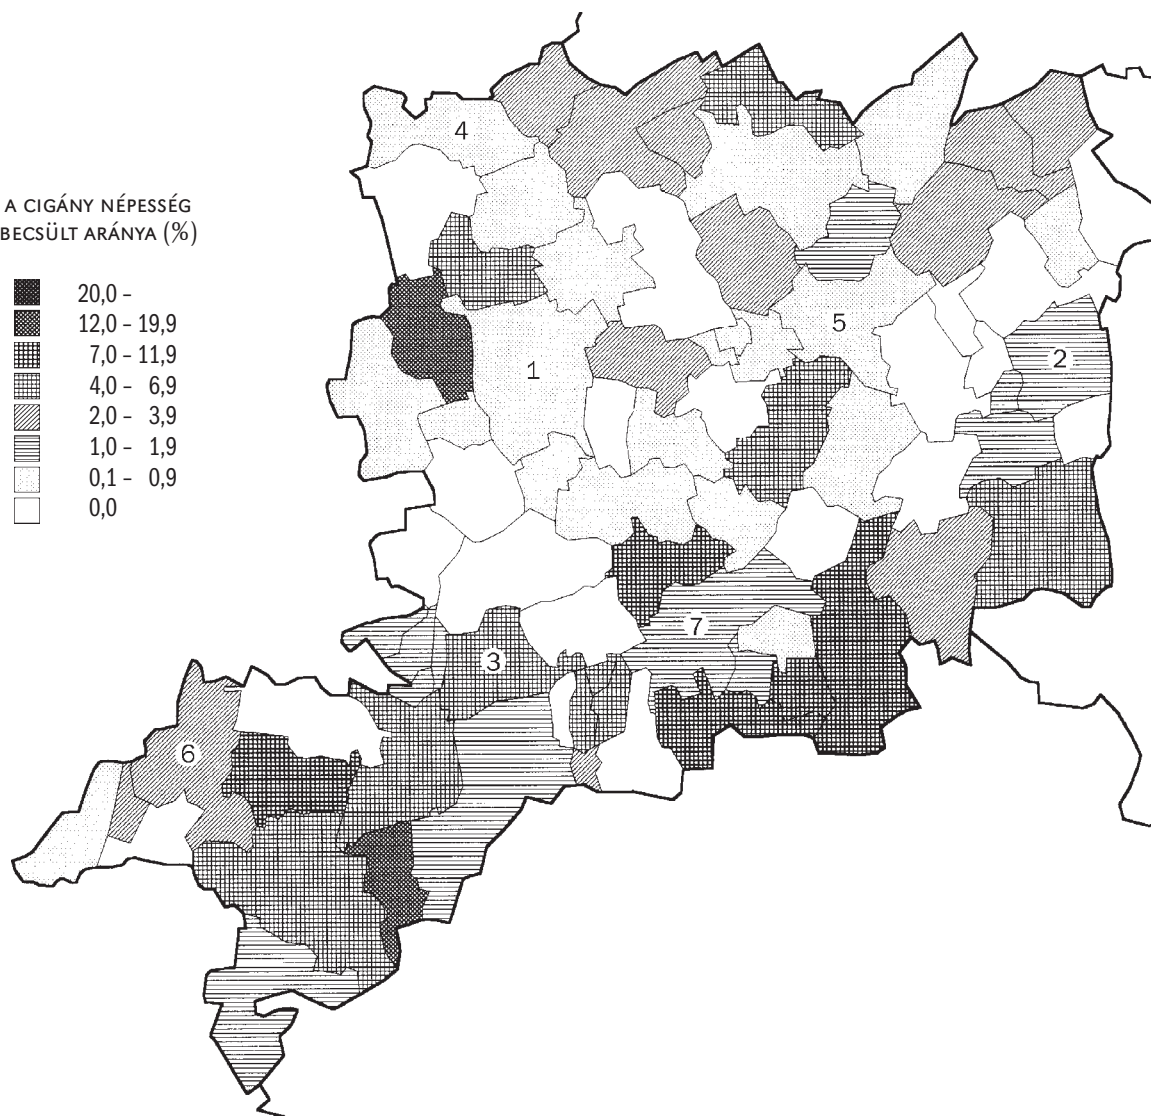 A CIGÁNY NÉPESSÉG
BECSÜLT ARÁNYA (%)
20,0 –
12,0 – 19,9
7,0 – 11,9
4,0 – 6,9
2,0 – 3,9
1,0 – 1,9
0,1 – 0,9
0,0
4
5
2
1
7
3
6